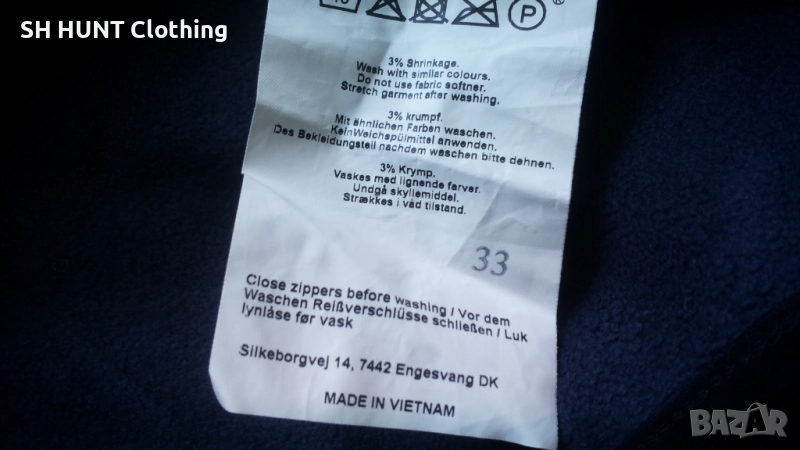 SH HUNT Clothing
P
®
3% Shrinkage.
Wash with similar colours.
Do not use fabric softner.
Stretch garment after washing.
3% krumpf.
Mit ähnlichen Farben waschen.
KeinWeichspülmittel anwenden.
Des Bekleidungsteil nachdem waschen bitte dehnen.
3% Krymp.
Vaskes med lignende farver.
Undgå skyllemiddel.
Strækkes i våd tilstand.
33
Close zippers before washing / Vor dem
Waschen Reißverschlüsse schließen / Luk
lynlåse før vask
Silkeborgvej 14, 7442 Engesvang DK
MADE IN VIETNAM
BAZAR